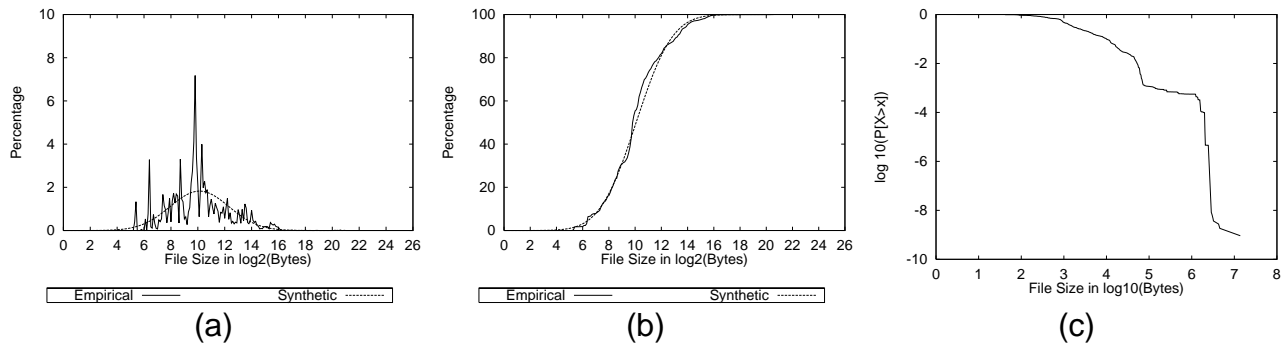 10
8
6
4
2
0
Percentage
0 2 4 6 8 10 12 14 16 18 20 22 24 26
File Size in log2(Bytes)
Empirical Synthetic
(a)
100
80
60
40
20
0
Percentage
0 2 4 6 8 10 12 14 16 18 20 22 24 26
File Size in log2(Bytes)
Empirical Synthetic
(b)
0
-2
-4
-6
-8
-10
log 10(P[X>x])
0 1 2 3 4 5 6 7 8
File Size in log10(Bytes)
(c)